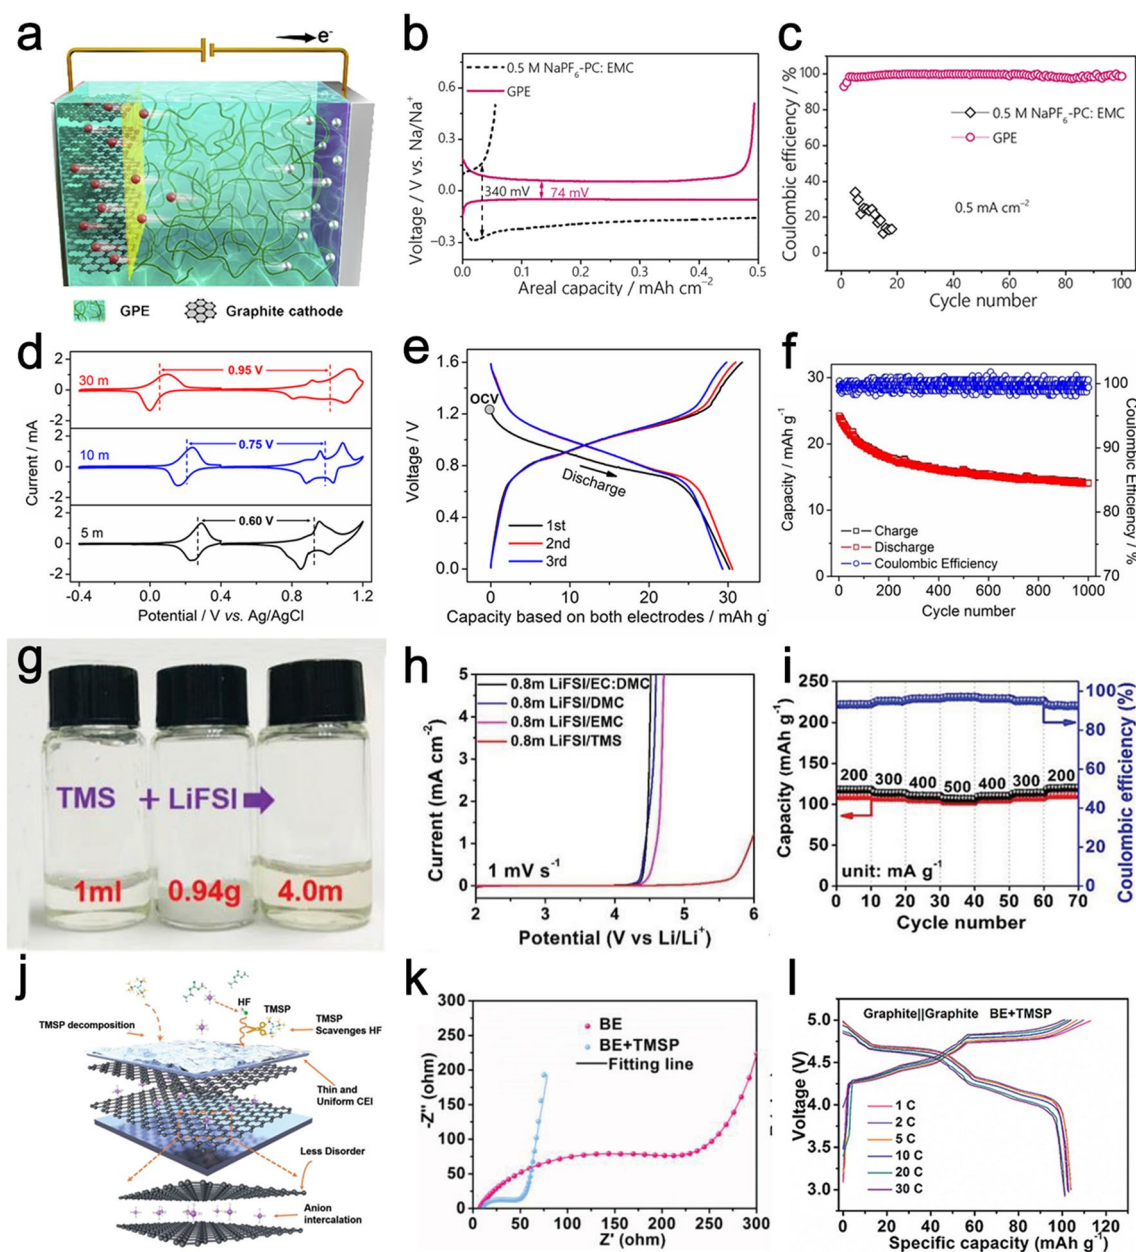 a
e⁻
GPE
Graphite cathode
b
0.5 M NaPF₆-PC: EMC
GPE
0.6
0.3
0.0
−0.3
340 mV
74 mV
0.0
0.1
0.2
0.3
0.4
0.5
Voltage / V vs. Na/Na⁺
Areal capacity / mAh cm⁻²
c
100
80
60
40
20
0
0.5 M NaPF₆-PC: EMC
GPE
0.5 mA cm⁻²
0
20
40
60
80
100
Coulombic efficiency / %
Cycle number
d
30 m
0.95 V
10 m
0.75 V
5 m
0.60 V
2
0
-2
2
0
-2
2
0
-2
-0.4
0.0
0.4
0.8
1.2
Current / mA
Potential / V vs. Ag/AgCl
e
1.6
1.2
0.8
0.4
0.0
OCV
Discharge
1st
2nd
3rd
0
10
20
30
Voltage / V
Capacity based on both electrodes / mAh g⁻
f
30
20
10
0
100
90
85
80
70
Charge
Discharge
Coulombic Efficiency
0
200
400
600
800
1000
Capacity / mAh g⁻¹
Coulombic Efficiency / %
Cycle number
g
TMS + LiFSI
1ml
0.94g
4.0m
h
5
4
3
2
1
0
0.8m LiFSI/EC:DMC
0.8m LiFSI/DMC
0.8m LiFSI/EMC
0.8m LiFSI/TMS
1 mV s⁻¹
2
3
4
5
6
Current (mA cm⁻²)
Potential (V vs Li/Li⁺)
i
250
200
150
100
50
0
100
80
60
40
20
0
200 300 400 500 400 300 200
unit: mA g⁻¹
0 10 20 30 40 50 60 70
Capacity (mAh g⁻¹)
Coulombic efficiency (%)
Cycle number
j
HF
TMSP
TMSP decomposition
TMSP
Scavenges HF
Thin and
Uniform CEI
Less Disorder
Anion
intercalation
k
300
250
200
150
100
50
0
BE
BE+TMSP
Fitting line
0 50 100 150 200 250 300
-Z'' (ohm)
Z' (ohm)
l
Graphite||Graphite BE+TMSP
5.0
4.5
4.0
3.5
3.0
1 C
2 C
5 C
10 C
20 C
30 C
0 20 40 60 80 100 120
Voltage (V)
Specific capacity (mAh g⁻¹)